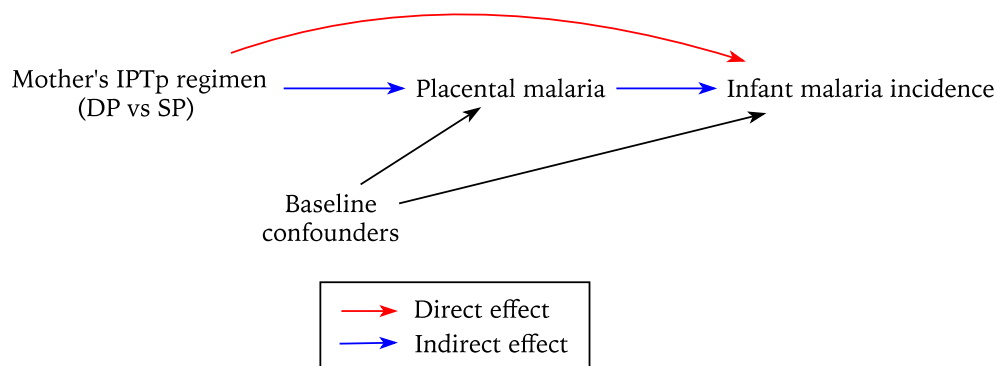 Mother's IPTp regimen
(DP vs SP)
Placental malaria
Infant malaria incidence
Baseline
confounders
Direct effect
Indirect effect